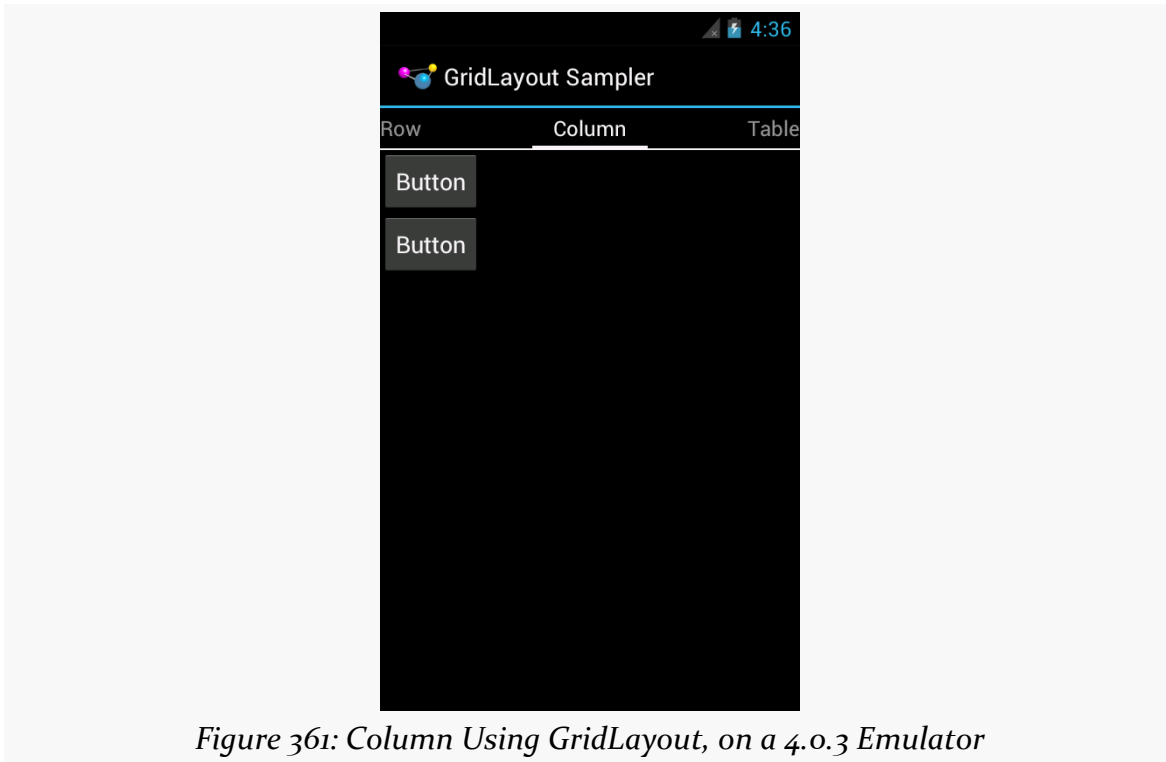 4:36
GridLayout Sampler
Row Column Table
Button
Button
Figure 361: Column Using GridLayout, on a 4.0.3 Emulator